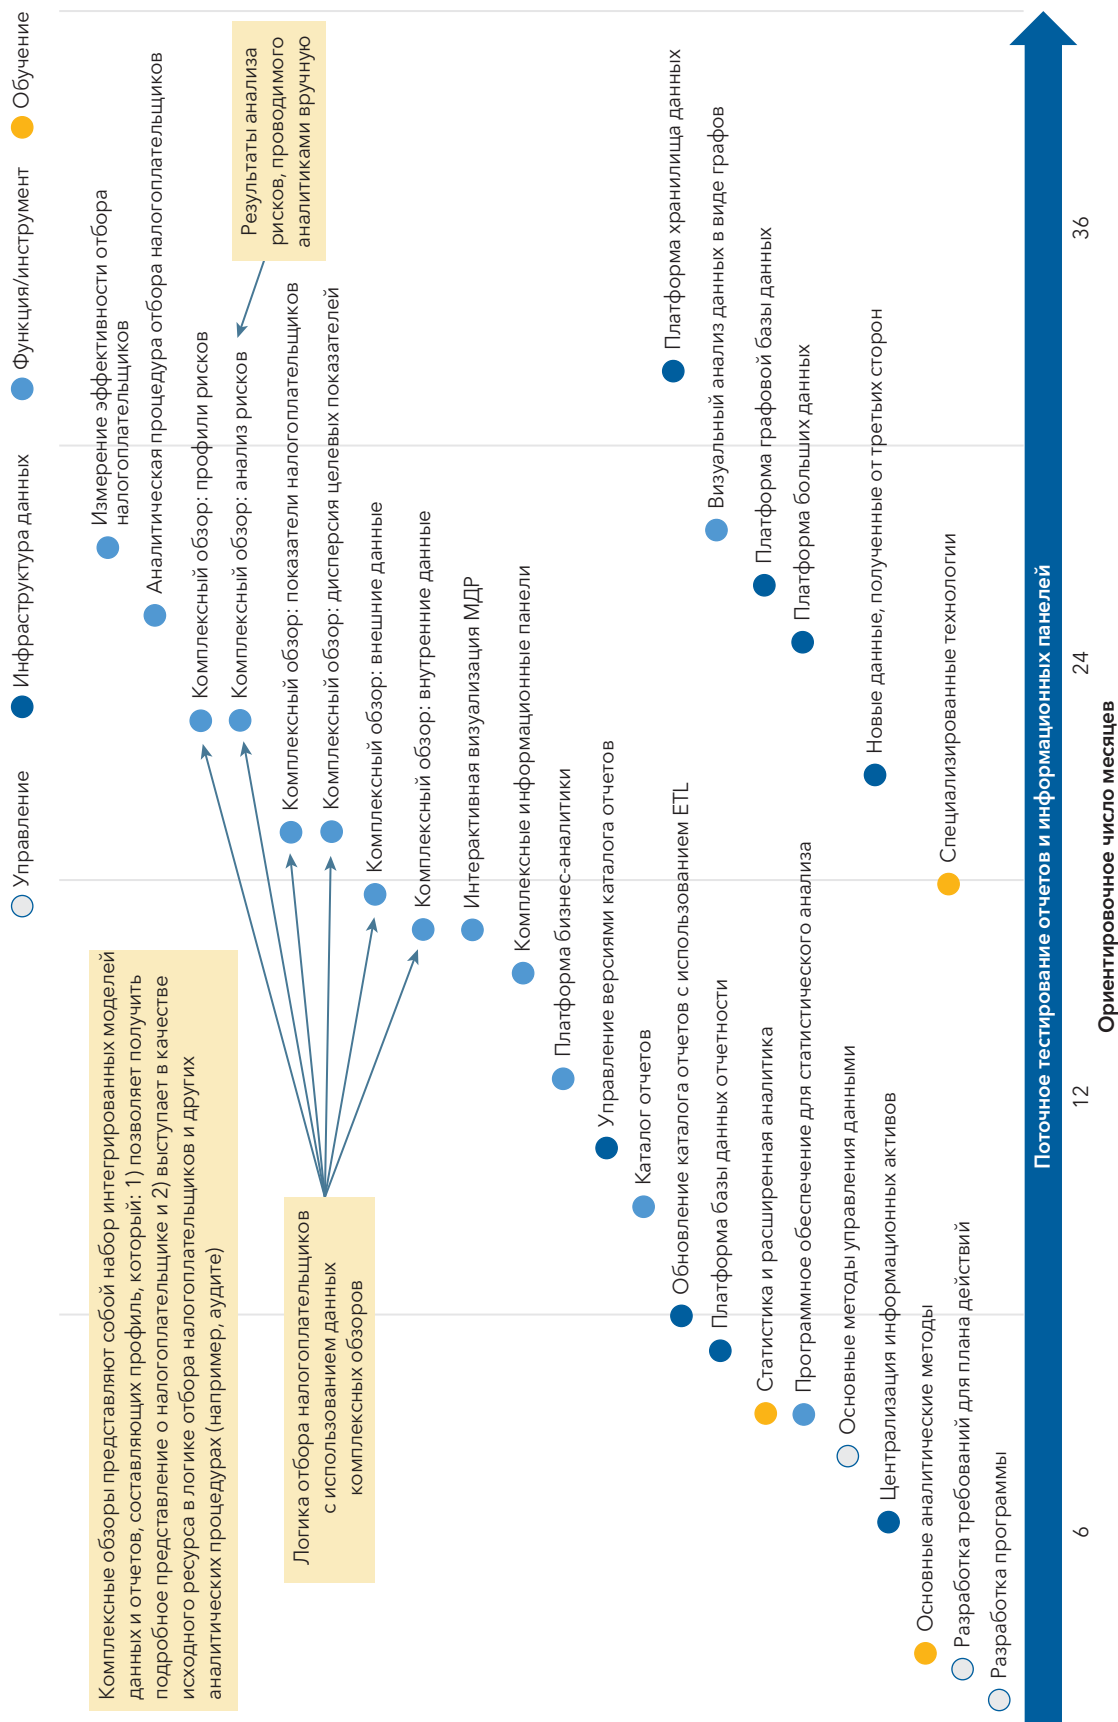 Управление
Инфраструктура данных
Функция/инструмент
Обучение
Комплексные обзоры представляют собой набор интегрированных моделей
данных и отчетов, составляющих профиль, который: 1) позволяет получить
подробное представление о налогоплательщике и 2) выступает в качестве
исходного ресурса в логике отбора налогоплательщиков и других
аналитических процедурах (например, аудите)
Измерение эффективности отбора
налогоплательщиков
Аналитическая процедура отбора налогоплательщиков
Комплексный обзор: профили рисков
Комплексный обзор: анализ рисков
Результаты анализа
рисков, проводимого
аналитиками вручную
Логика отбора налогоплательщиков
с использованием данных
комплексных обзоров
Комплексный обзор: показатели налогоплательщиков
Комплексный обзор: дисперсия целевых показателей
Комплексный обзор: внешние данные
Комплексный обзор: внутренние данные
Интерактивная визуализация МДР
Комплексные информационные панели
Платформа бизнес-аналитики
Управление версиями каталога отчетов
Каталог отчетов
Обновление каталога отчетов с использованием ETL
Платформа хранилища данных
Платформа базы данных отчетности
Визуальный анализ данных в виде графов
Статистика и расширенная аналитика
Платформа графовой базы данных
Программное обеспечение для статистического анализа
Платформа больших данных
Основные методы управления данными
Новые данные, полученные от третьих сторон
Централизация информационных активов
Основные аналитические методы
Специализированные технологии
Разработка требований для плана действий
Разработка программы
Поточное тестирование отчетов и информационных панелей
6
12
24
36
Ориентировочное число месяцев